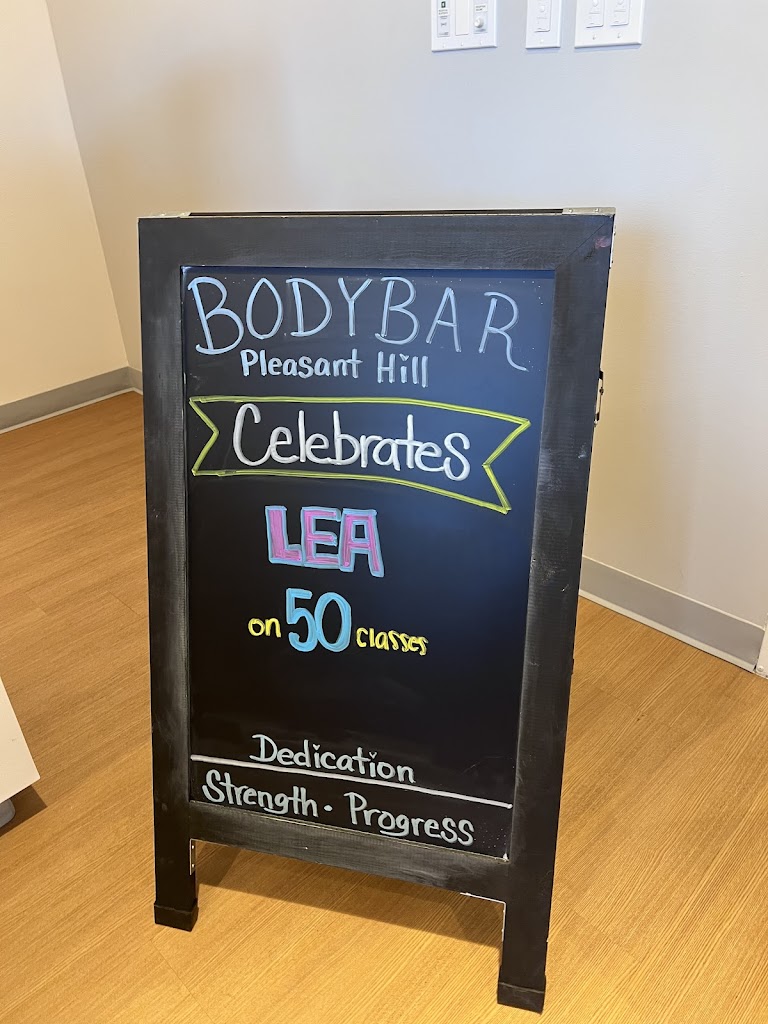 BODYBAR
Pleasant Hill
Celebrates
LEA
on 50 classes
Dedication
Strength · Progress